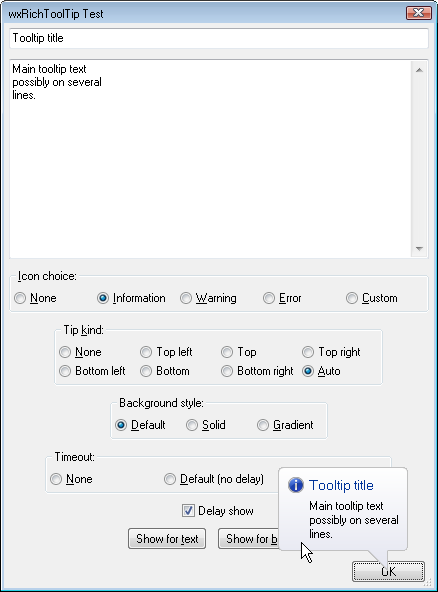 wxRichToolTip Test
Tooltip title
Main tooltip text
possibly on several
lines.
Icon choice:
None Information Warning Error Custom
Tip kind:
None Top left Top Top right
Bottom left Bottom Bottom right Auto
Background style:
Default Solid Gradient
Timeout:
None Default (no delay)
Tooltip title
Main tooltip text
possibly on several
lines.
Delay show
Show for text Show for b
OK